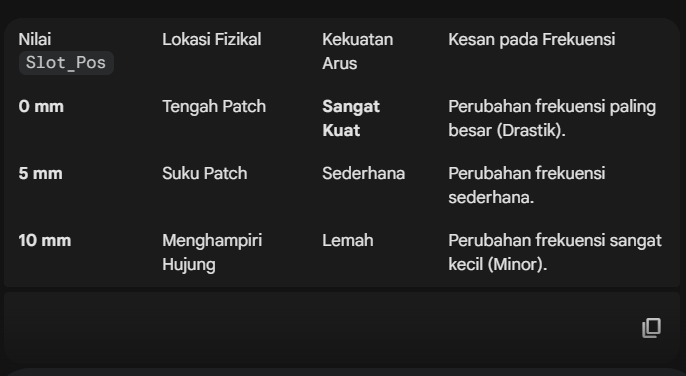 Nilai Lokasi Fizikal Kekuatan Kesan pada Frekuensi
Slot_Pos Arus
0 mm Tengah Patch Sangat Perubahan frekuensi paling
Kuat besar (Drastik).
5 mm Suku Patch Sederhana Perubahan frekuensi
sederhana.
10 mm Menghampiri Lemah Perubahan frekuensi sangat
Hujung kecil (Minor).